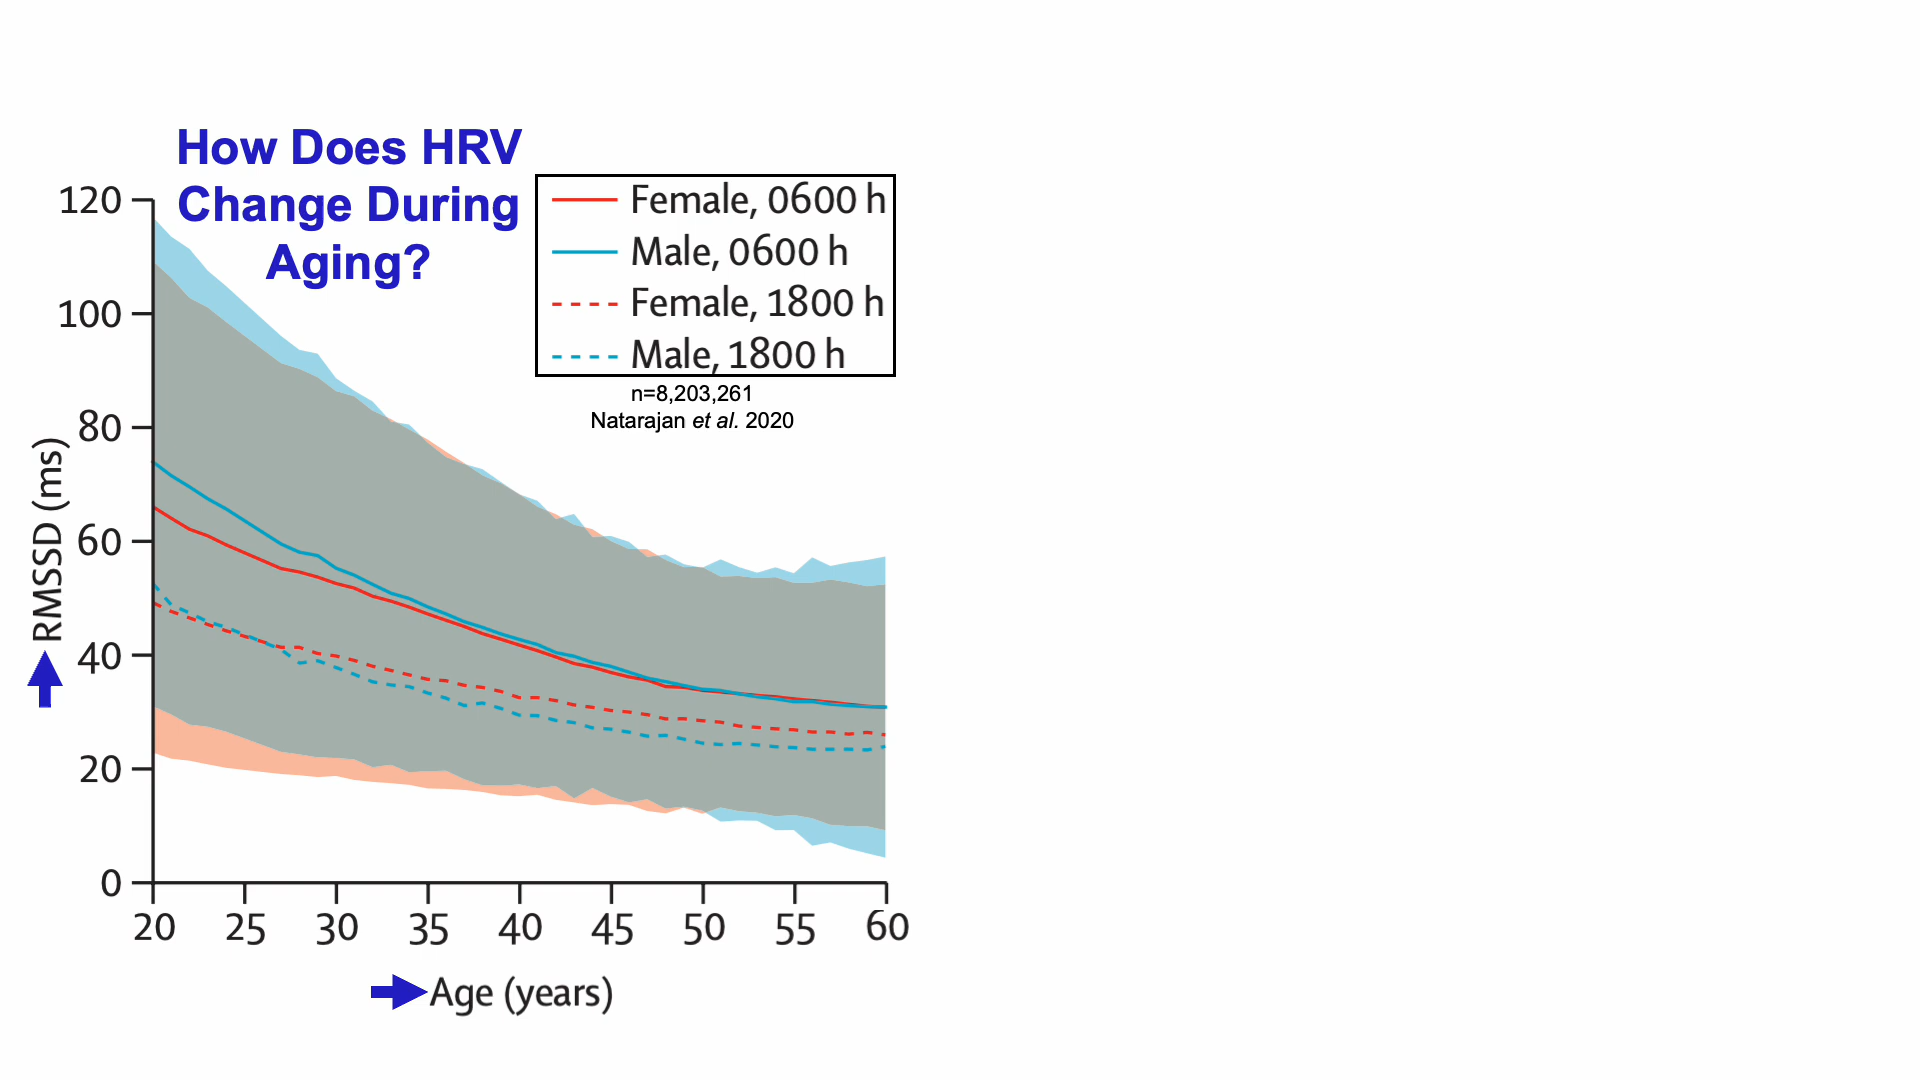 How Does HRV
Change During
Aging?
Female, 0600 h
Male, 0600 h
Female, 1800 h
Male, 1800 h
n=8,203,261
Natarajan et al. 2020
RMSSD (ms)
120
100
80
60
40
20
0
20 25 30 35 40 45 50 55 60
Age (years)